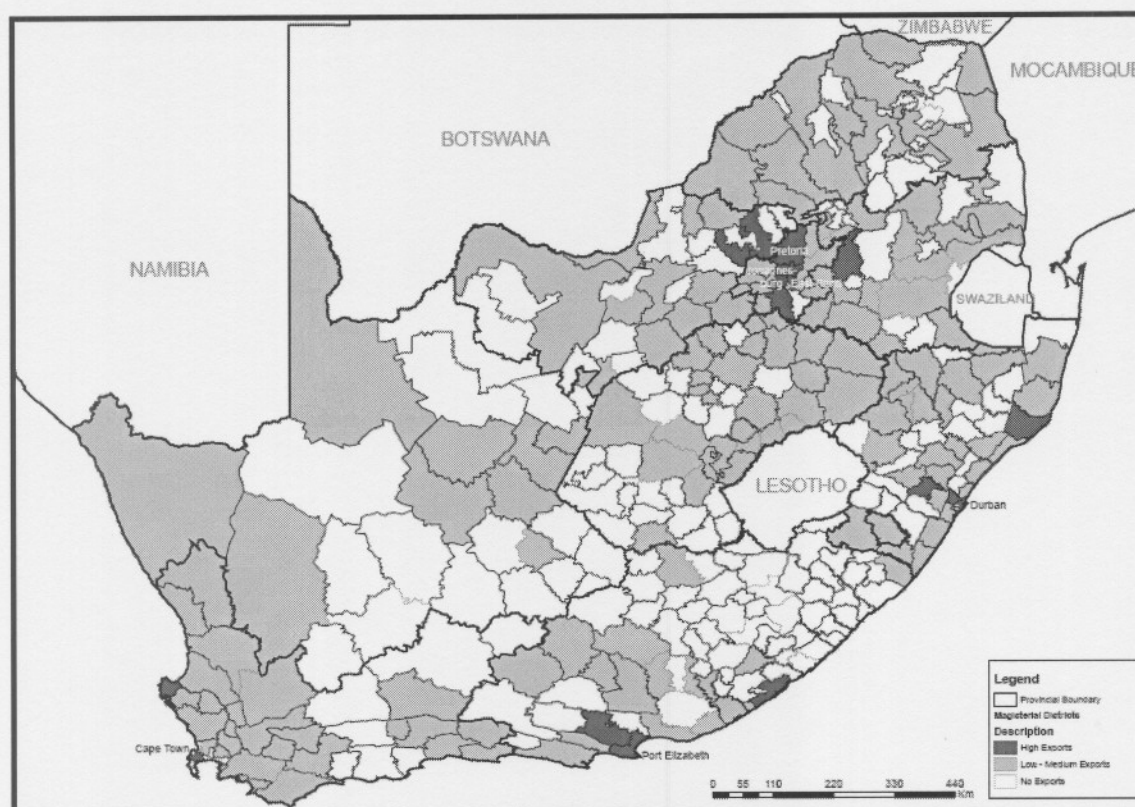 ZIMBABWE
MOCAMBIQUE
BOTSWANA
NAMIBIA
Pretoria
SWAZILAND
LESOTHO
Durban
Cape Town
Port Elizabeth
Legend
Provincial Boundary
Magisterial Districts
Description
High Exports
Low - Medium Exports
No Exports
0 55 110 220 330 440
Km